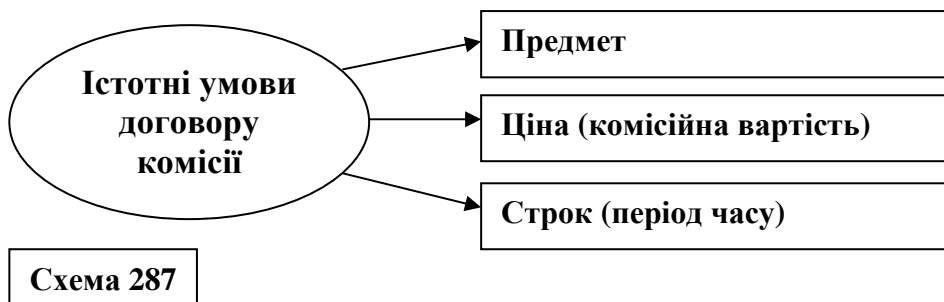 Істотні умови
договору
комісії
Предмет
Ціна (комісійна вартість)
Строк (період часу)
Схема 287